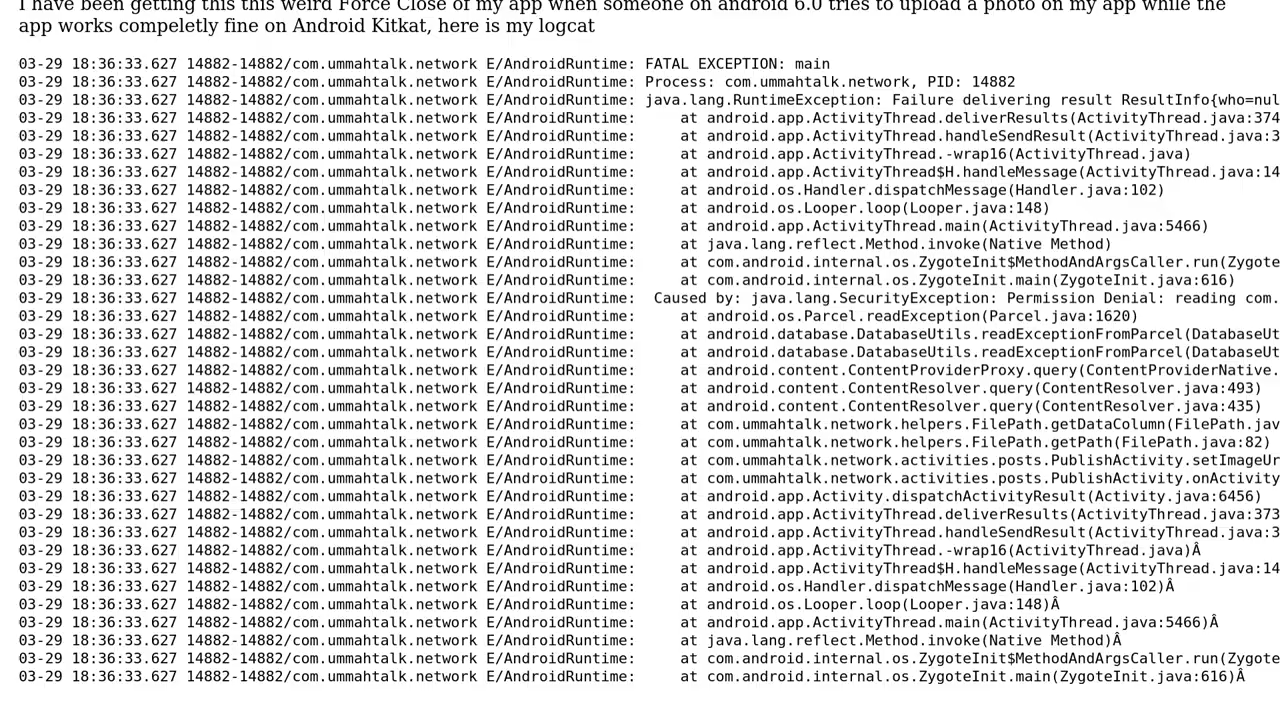 I have been getting this this weird Force Close of my app when someone on android 6.0 tries to upload a photo on my app while the
app works compeletly fine on Android Kitkat, here is my logcat
03-29 18:36:33.627 14882-14882/com.ummahtalk.network E/AndroidRuntime: FATAL EXCEPTION: main
03-29 18:36:33.627 14882-14882/com.ummahtalk.network E/AndroidRuntime: Process: com.ummahtalk.network, PID: 14882
03-29 18:36:33.627 14882-14882/com.ummahtalk.network E/AndroidRuntime: java.lang.RuntimeException: Failure delivering result ResultInfo{who=nul
03-29 18:36:33.627 14882-14882/com.ummahtalk.network E/AndroidRuntime:     at android.app.ActivityThread.deliverResults(ActivityThread.java:374
03-29 18:36:33.627 14882-14882/com.ummahtalk.network E/AndroidRuntime:     at android.app.ActivityThread.handleSendResult(ActivityThread.java:3
03-29 18:36:33.627 14882-14882/com.ummahtalk.network E/AndroidRuntime:     at android.app.ActivityThread.-wrap16(ActivityThread.java)
03-29 18:36:33.627 14882-14882/com.ummahtalk.network E/AndroidRuntime:     at android.app.ActivityThread$H.handleMessage(ActivityThread.java:14
03-29 18:36:33.627 14882-14882/com.ummahtalk.network E/AndroidRuntime:     at android.os.Handler.dispatchMessage(Handler.java:102)
03-29 18:36:33.627 14882-14882/com.ummahtalk.network E/AndroidRuntime:     at android.os.Looper.loop(Looper.java:148)
03-29 18:36:33.627 14882-14882/com.ummahtalk.network E/AndroidRuntime:     at android.app.ActivityThread.main(ActivityThread.java:5466)
03-29 18:36:33.627 14882-14882/com.ummahtalk.network E/AndroidRuntime:     at java.lang.reflect.Method.invoke(Native Method)
03-29 18:36:33.627 14882-14882/com.ummahtalk.network E/AndroidRuntime:     at com.android.internal.os.ZygoteInit$MethodAndArgsCaller.run(Zygote
03-29 18:36:33.627 14882-14882/com.ummahtalk.network E/AndroidRuntime:     at com.android.internal.os.ZygoteInit.main(ZygoteInit.java:616)
03-29 18:36:33.627 14882-14882/com.ummahtalk.network E/AndroidRuntime:  Caused by: java.lang.SecurityException: Permission Denial: reading com.
03-29 18:36:33.627 14882-14882/com.ummahtalk.network E/AndroidRuntime:     at android.os.Parcel.readException(Parcel.java:1620)
03-29 18:36:33.627 14882-14882/com.ummahtalk.network E/AndroidRuntime:     at android.database.DatabaseUtils.readExceptionFromParcel(DatabaseUt
03-29 18:36:33.627 14882-14882/com.ummahtalk.network E/AndroidRuntime:     at android.database.DatabaseUtils.readExceptionFromParcel(DatabaseUt
03-29 18:36:33.627 14882-14882/com.ummahtalk.network E/AndroidRuntime:     at android.content.ContentProviderProxy.query(ContentProviderNative.
03-29 18:36:33.627 14882-14882/com.ummahtalk.network E/AndroidRuntime:     at android.content.ContentResolver.query(ContentResolver.java:493)
03-29 18:36:33.627 14882-14882/com.ummahtalk.network E/AndroidRuntime:     at android.content.ContentResolver.query(ContentResolver.java:435)
03-29 18:36:33.627 14882-14882/com.ummahtalk.network E/AndroidRuntime:     at com.ummahtalk.network.helpers.FilePath.getDataColumn(FilePath.jav
03-29 18:36:33.627 14882-14882/com.ummahtalk.network E/AndroidRuntime:     at com.ummahtalk.network.helpers.FilePath.getPath(FilePath.java:82)
03-29 18:36:33.627 14882-14882/com.ummahtalk.network E/AndroidRuntime:     at com.ummahtalk.network.activities.posts.PublishActivity.setImageUr
03-29 18:36:33.627 14882-14882/com.ummahtalk.network E/AndroidRuntime:     at com.ummahtalk.network.activities.posts.PublishActivity.onActivity
03-29 18:36:33.627 14882-14882/com.ummahtalk.network E/AndroidRuntime:     at android.app.Activity.dispatchActivityResult(Activity.java:6456)
03-29 18:36:33.627 14882-14882/com.ummahtalk.network E/AndroidRuntime:     at android.app.ActivityThread.deliverResults(ActivityThread.java:373
03-29 18:36:33.627 14882-14882/com.ummahtalk.network E/AndroidRuntime:     at android.app.ActivityThread.handleSendResult(ActivityThread.java:3
03-29 18:36:33.627 14882-14882/com.ummahtalk.network E/AndroidRuntime:     at android.app.ActivityThread.-wrap16(ActivityThread.java)Â
03-29 18:36:33.627 14882-14882/com.ummahtalk.network E/AndroidRuntime:     at android.app.ActivityThread$H.handleMessage(ActivityThread.java:14
03-29 18:36:33.627 14882-14882/com.ummahtalk.network E/AndroidRuntime:     at android.os.Handler.dispatchMessage(Handler.java:102)Â
03-29 18:36:33.627 14882-14882/com.ummahtalk.network E/AndroidRuntime:     at android.os.Looper.loop(Looper.java:148)Â
03-29 18:36:33.627 14882-14882/com.ummahtalk.network E/AndroidRuntime:     at android.app.ActivityThread.main(ActivityThread.java:5466)Â
03-29 18:36:33.627 14882-14882/com.ummahtalk.network E/AndroidRuntime:     at java.lang.reflect.Method.invoke(Native Method)Â
03-29 18:36:33.627 14882-14882/com.ummahtalk.network E/AndroidRuntime:     at com.android.internal.os.ZygoteInit$MethodAndArgsCaller.run(Zygote
03-29 18:36:33.627 14882-14882/com.ummahtalk.network E/AndroidRuntime:     at com.android.internal.os.ZygoteInit.main(ZygoteInit.java:616)Â